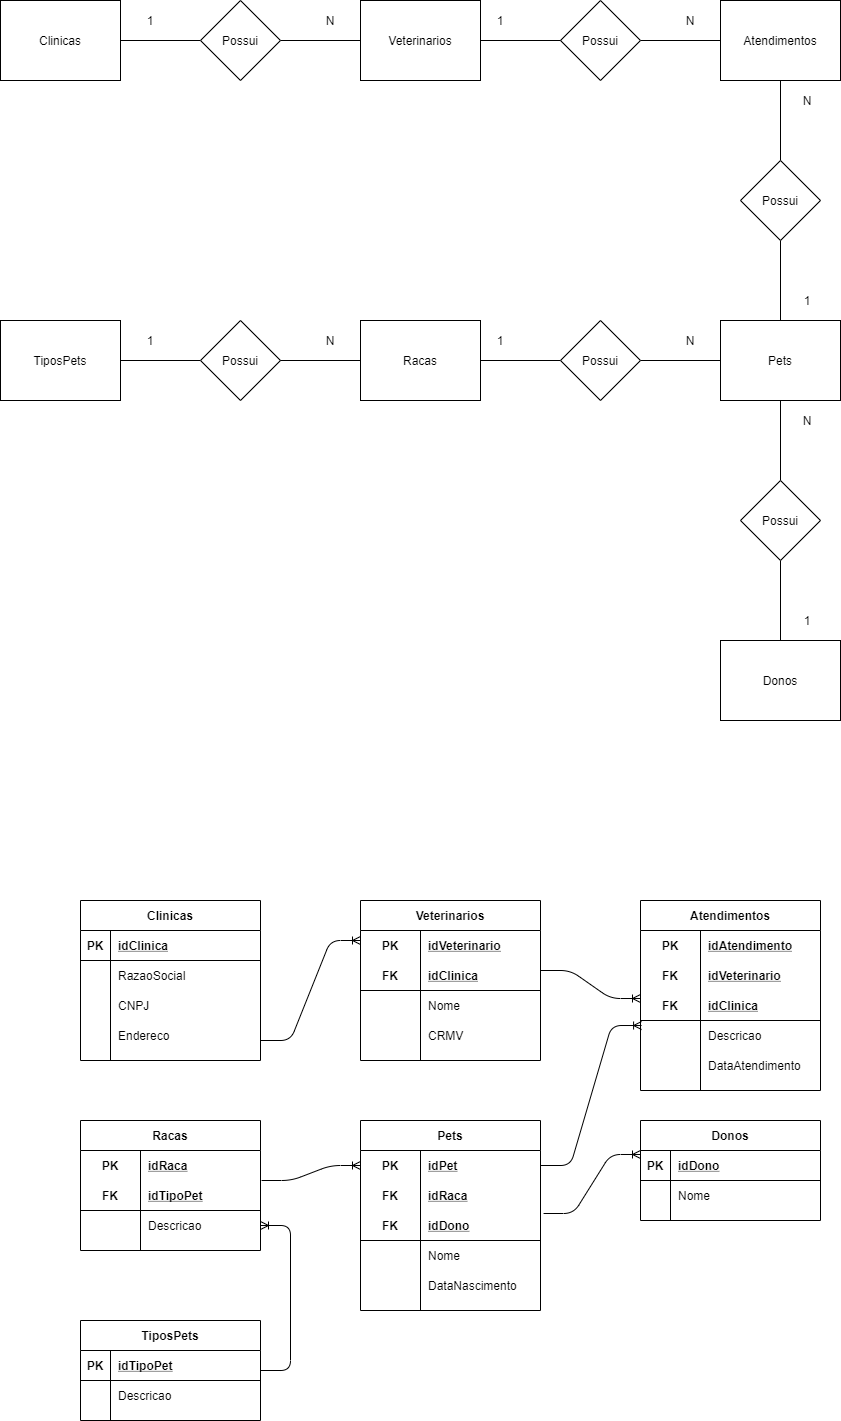 1 N 1 N
Clinicas Possui Veterinarios Possui Atendimentos
N
Possui
1
1 N 1 N
TiposPets Possui Racas Possui Pets
N
Possui
1
Donos
Clinicas
PK idClinica
RazaoSocial
CNPJ
Endereco
Veterinarios
PK idVeterinario
FK idClinica
Nome
CRMV
Atendimentos
PK idAtendimento
FK idVeterinario
FK idClinica
Descricao
DataAtendimento
Racas
PK idRaca
FK idTipoPet
Descricao
Pets
PK idPet
FK idRaca
FK idDono
Nome
DataNascimento
Donos
PK idDono
Nome
TiposPets
PK idTipoPet
Descricao